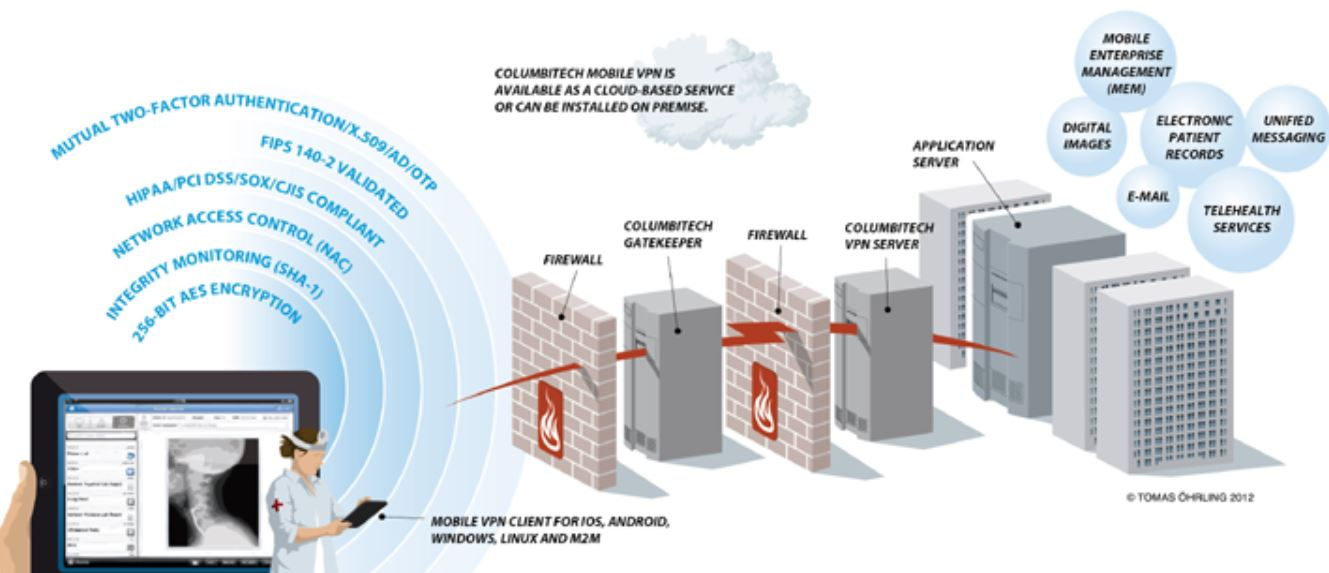 COLUMBITECH MOBILE VPN IS
AVAILABLE AS A CLOUD-BASED SERVICE
OR CAN BE INSTALLED ON PREMISE.
MUTUAL TWO-FACTOR AUTHENTICATION/X.509/AD/OTP
FIPS 140-2 VALIDATED
HIPAA/PCI DSS/SOX/CJIS COMPLIANT
NETWORK ACCESS CONTROL (NAC)
INTEGRITY MONITORING (SHA-1)
256-BIT AES ENCRYPTION
MOBILE VPN CLIENT FOR IOS, ANDROID,
WINDOWS, LINUX AND M2M
FIREWALL
COLUMBITECH
GATEKEEPER
FIREWALL
COLUMBITECH
VPN SERVER
APPLICATION
SERVER
MOBILE
ENTERPRISE
MANAGEMENT
(MEM)
DIGITAL
IMAGES
ELECTRONIC
PATIENT
RECORDS
UNIFIED
MESSAGING
E-MAIL
TELEHEALTH
SERVICES
© TOMAS ÖHRLING 2012